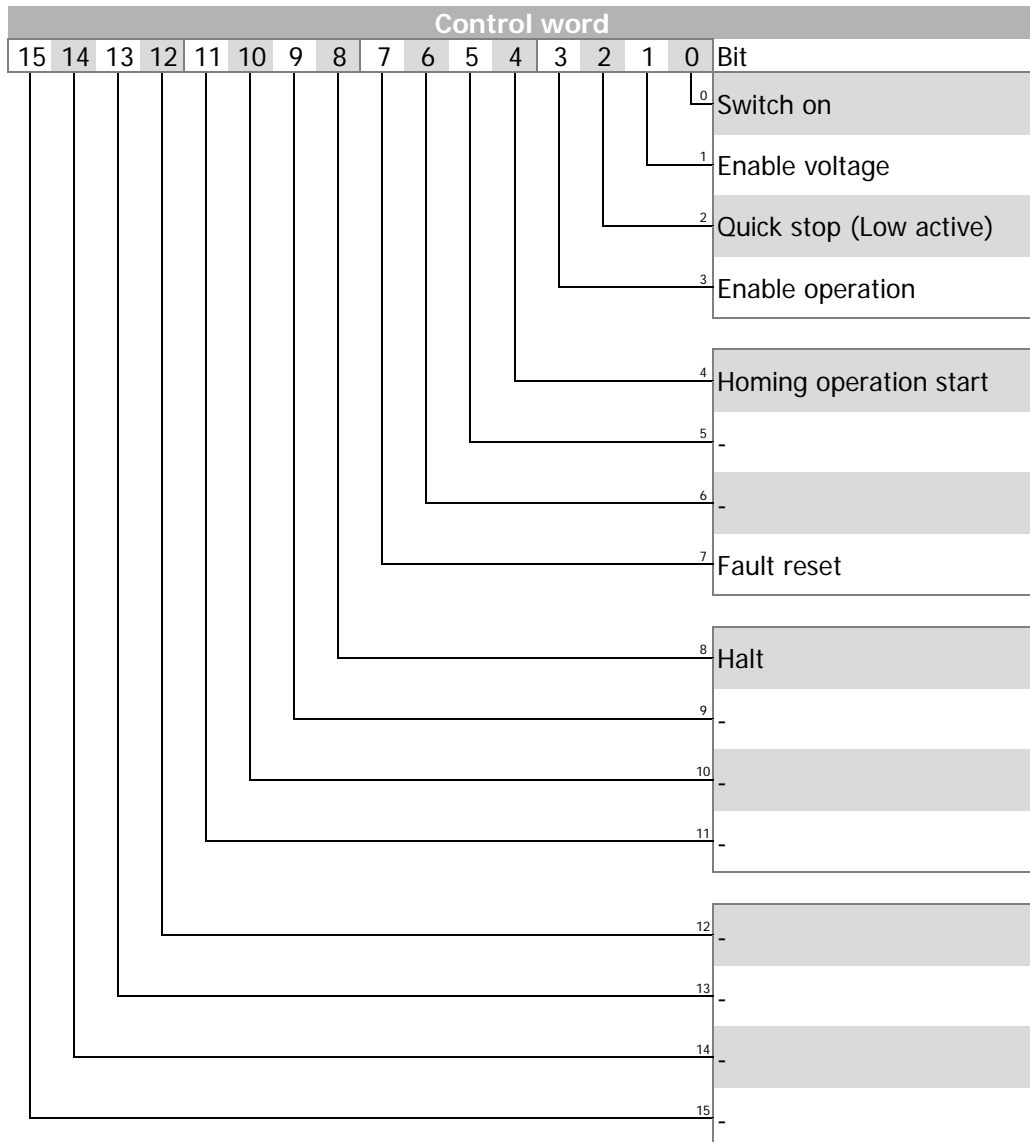 Control word
15 14 13 12 11 10 9 8 7 6 5 4 3 2 1 0 Bit
0 Switch on
1 Enable voltage
2 Quick stop (Low active)
3 Enable operation
4 Homing operation start
5 -
6 -
7 Fault reset
8 Halt
9 -
10 -
11 -
12 -
13 -
14 -
15 -